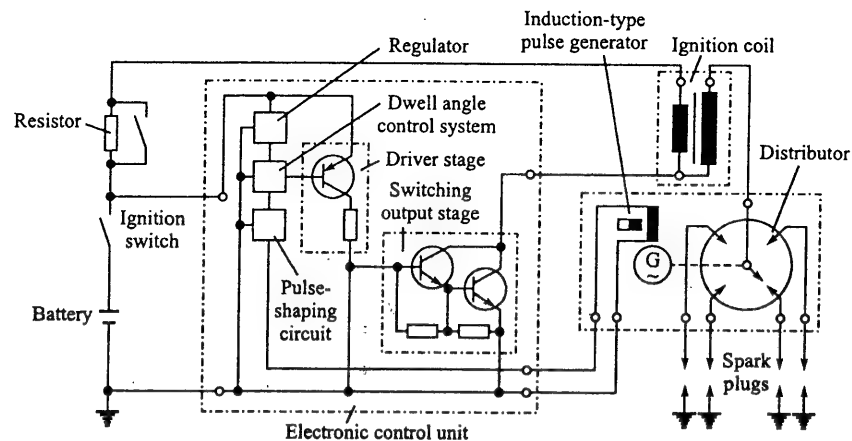 Induction-type
pulse generator
Ignition coil
Regulator
Dwell angle
control system
Resistor
Driver stage
Distributor
Switching
output stage
Ignition
switch
G
~
Pulse-
shaping
circuit
Battery
Spark
plugs
Electronic control unit